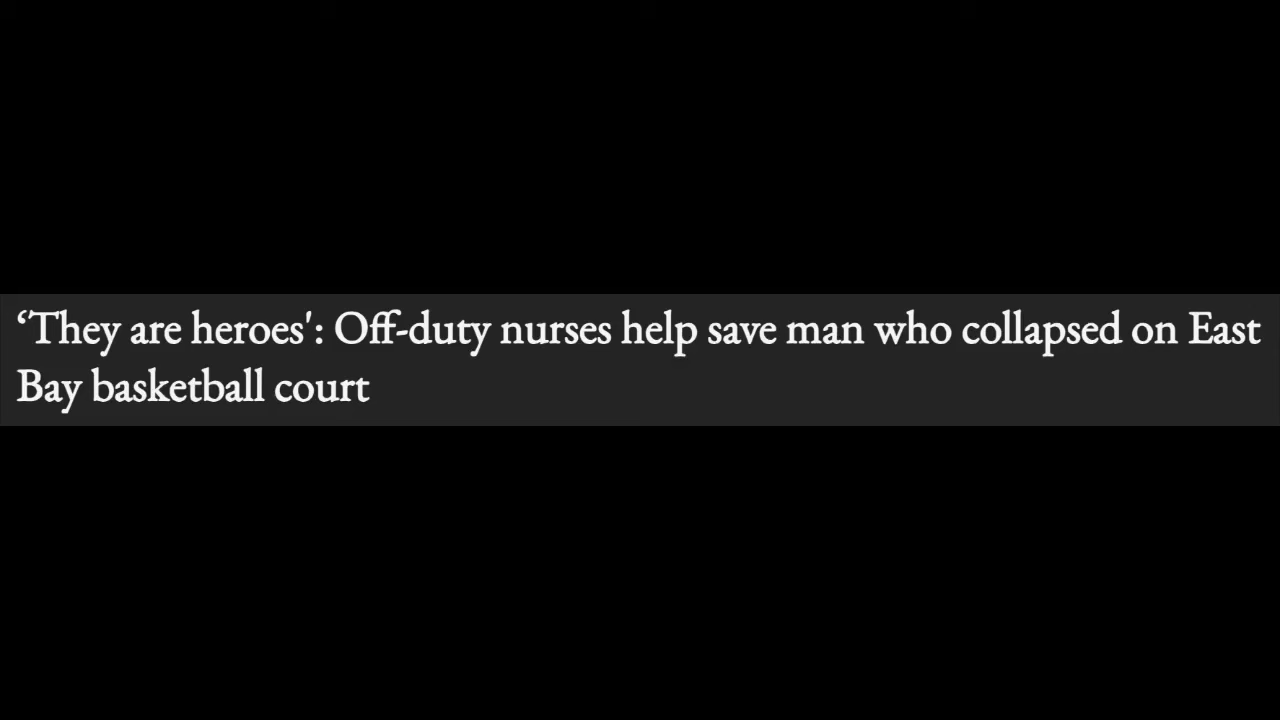 ‘They are heroes': Off-duty nurses help save man who collapsed on East
Bay basketball court